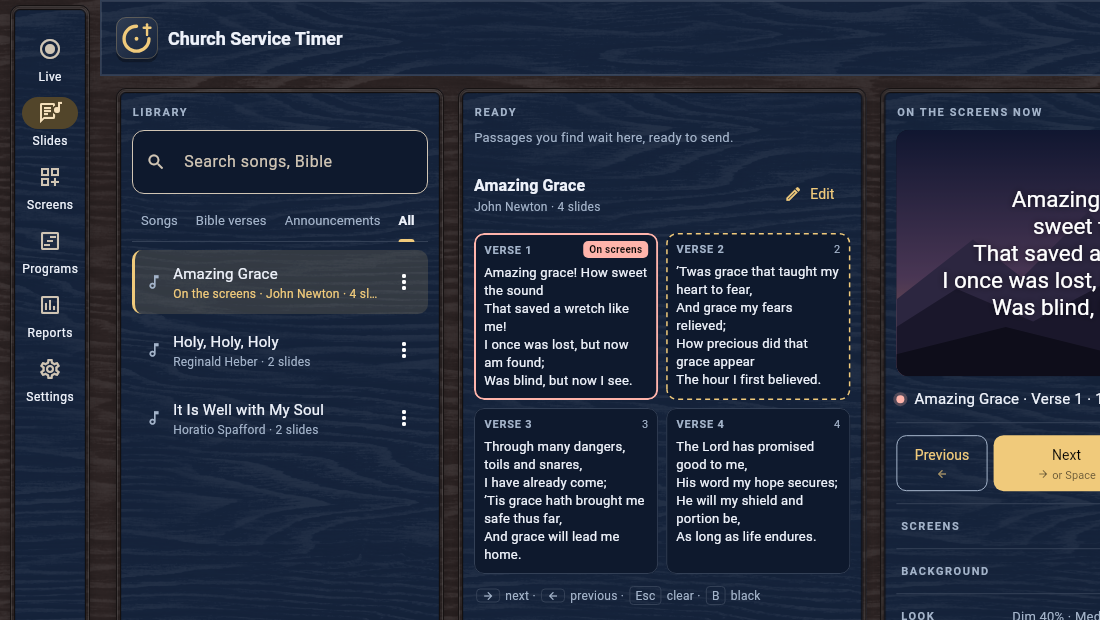 Church Service Timer
Live
Slides
Screens
Programs
Reports
Settings
LIBRARY
Search songs, Bible
Songs Bible verses Announcements All
Amazing Grace
On the screens · John Newton · 4 sl…
Holy, Holy, Holy
Reginald Heber · 2 slides
It Is Well with My Soul
Horatio Spafford · 2 slides
READY
Passages you find wait here, ready to send.
Amazing Grace
John Newton · 4 slides
Edit
VERSE 1 On screens
Amazing grace! How sweet
the sound
That saved a wretch like
me!
I once was lost, but now
am found;
Was blind, but now I see.
VERSE 2 2
’Twas grace that taught my
heart to fear,
And grace my fears
relieved;
How precious did that
grace appear
The hour I first believed.
VERSE 3 3
Through many dangers,
toils and snares,
I have already come;
’Tis grace hath brought me
safe thus far,
And grace will lead me
home.
VERSE 4 4
The Lord has promised
good to me,
His word my hope secures;
He will my shield and
portion be,
As long as life endures.
→ next · ← previous · Esc clear · B black
ON THE SCREENS NOW
Amazing
sweet
That saved a
I once was lost,
Was blind,
Amazing Grace · Verse 1 · 1
Previous
←
Next
→ or Space
SCREENS
BACKGROUND
LOOK Dim 40% · Med